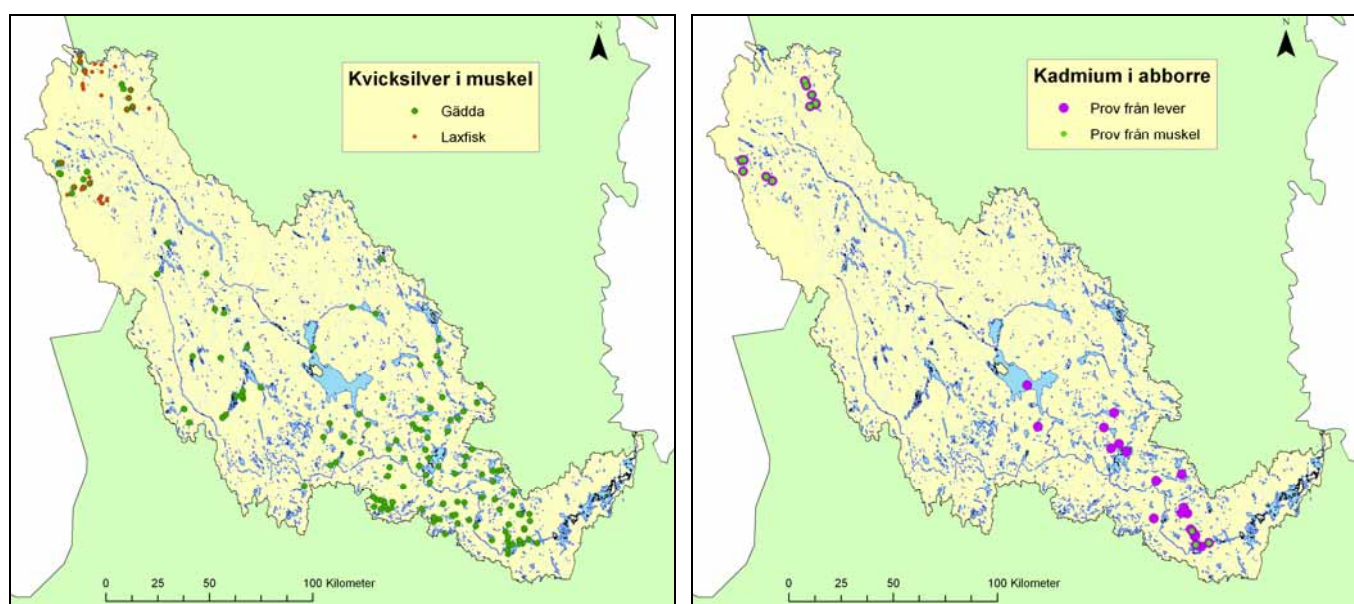 N
Kvicksilver i muskel
Gädda
Laxfisk
0 25 50 100 Kilometer
N
Kadmium i abborre
Prov från lever
Prov från muskel
0 25 50 100 Kilometer